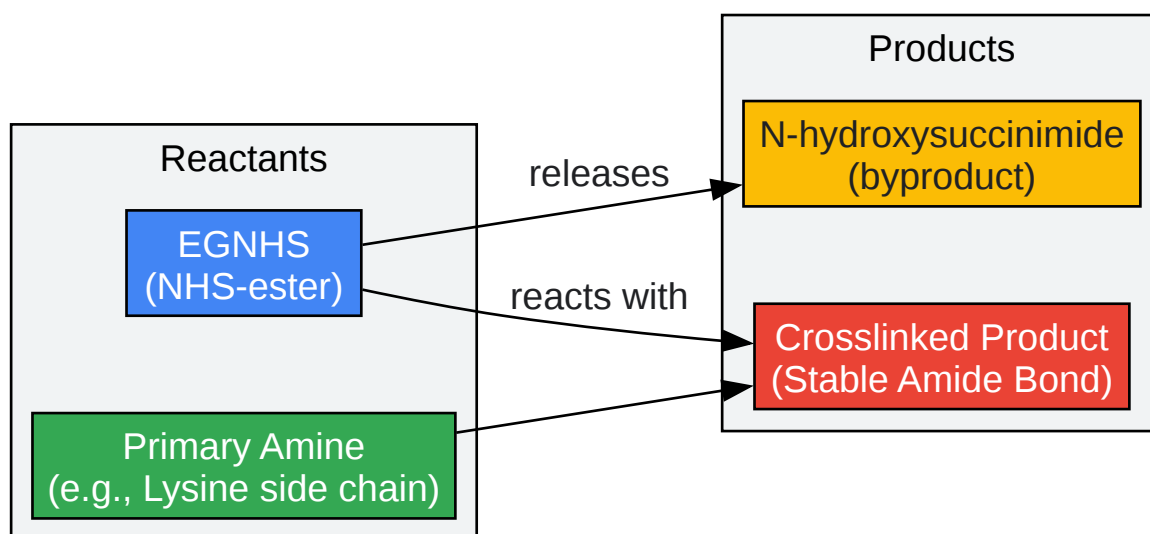 Reactants
EGNHS
(NHS-ester)
Primary Amine
(e.g., Lysine side chain)
releases
reacts with
Products
N-hydroxysuccinimide
(byproduct)
Crosslinked Product
(Stable Amide Bond)